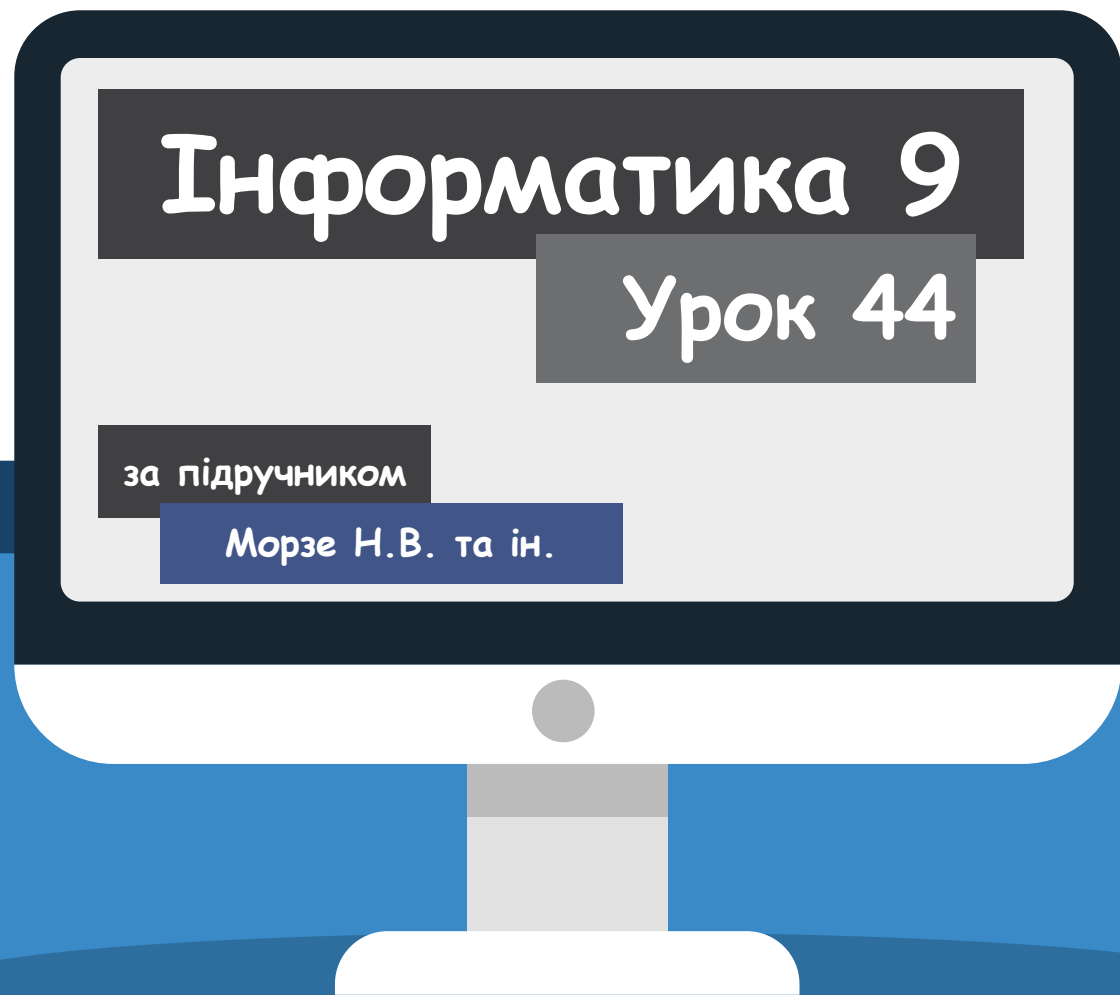 Інформатика 9
Урок 44
за підручником
Морзе Н.В. та ін.